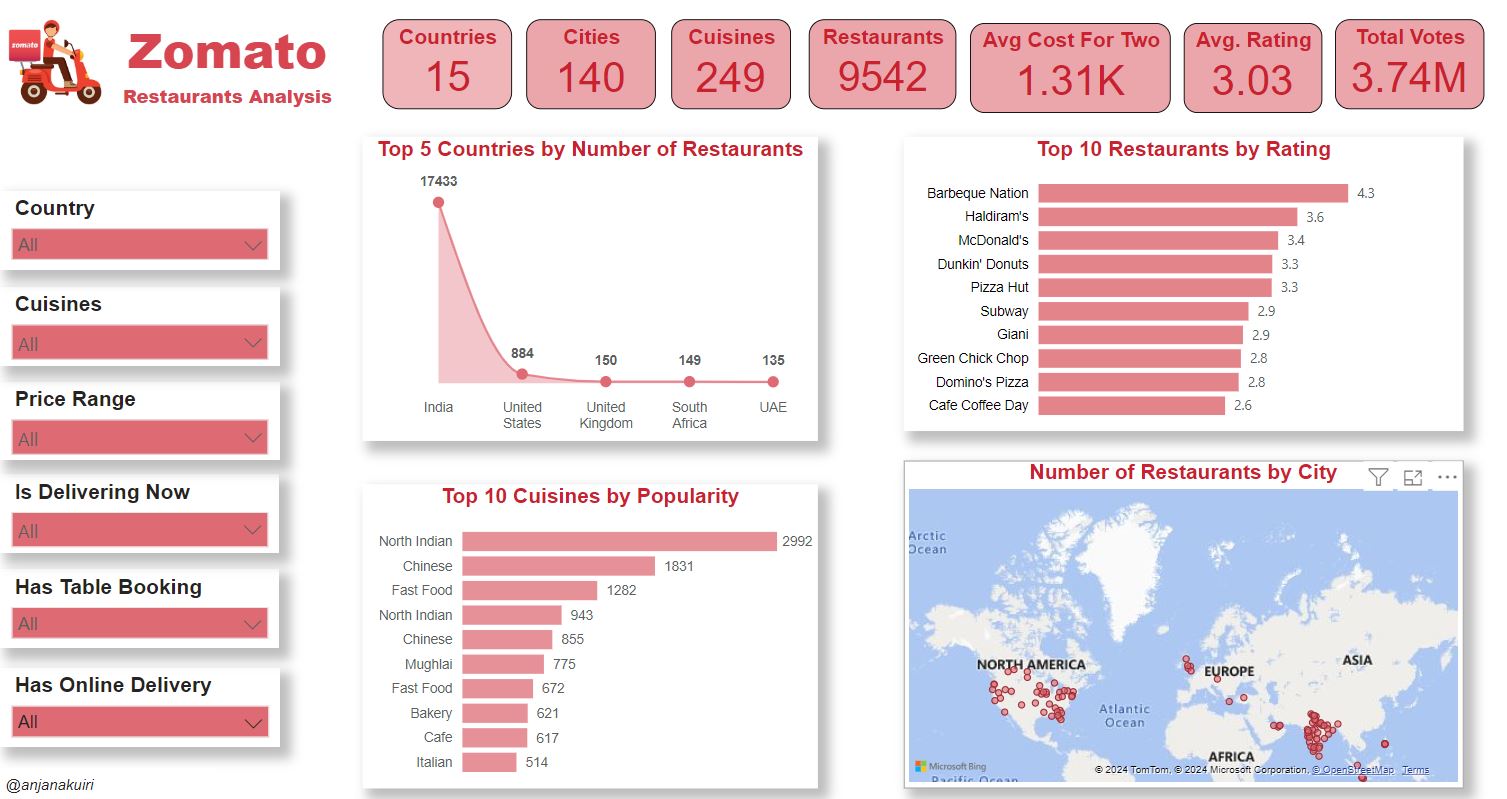 zomato
Zomato
Restaurants Analysis
Countries
15
Cities
140
Cuisines
249
Restaurants
9542
Avg Cost For Two
1.31K
Avg. Rating
3.03
Total Votes
3.74M
Country
All
Cuisines
All
Price Range
All
Is Delivering Now
All
Has Table Booking
All
Has Online Delivery
All
@anjanakuiri
Top 5 Countries by Number of Restaurants
17433
884
150
149
135
India
United
States
United
Kingdom
South
Africa
UAE
Top 10 Restaurants by Rating
Barbeque Nation 4.3
Haldiram's 3.6
McDonald's 3.4
Dunkin' Donuts 3.3
Pizza Hut 3.3
Subway 2.9
Giani 2.9
Green Chick Chop 2.8
Domino's Pizza 2.8
Cafe Coffee Day 2.6
Top 10 Cuisines by Popularity
North Indian 2992
Chinese 1831
Fast Food 1282
North Indian 943
Chinese 855
Mughlai 775
Fast Food 672
Bakery 621
Cafe 617
Italian 514
Number of Restaurants by City
Arctic
Ocean
NORTH AMERICA
EUROPE
ASIA
Atlantic
Ocean
AFRICA
Microsoft Bing
Pacific Ocean
© 2024 TomTom, © 2024 Microsoft Corporation, © OpenStreetMap Terms